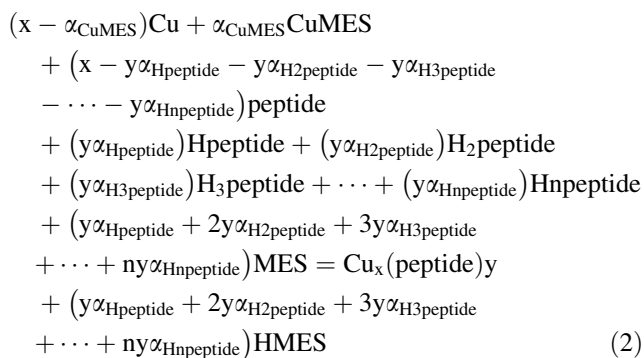 (x - α_CuMES)Cu + α_CuMES CuMES
+ (x - yα_Hpeptide - yα_H2peptide - yα_H3peptide
- ⋯ - yα_Hnpeptide)peptide
+ (yα_Hpeptide)Hpeptide + (yα_H2peptide)H₂peptide
+ (yα_H3peptide)H₃peptide + ⋯ + (yα_Hnpeptide)Hnpeptide
+ (yα_Hpeptide + 2yα_H2peptide + 3yα_H3peptide
+ ⋯ + nyα_Hnpeptide)MES = Cuₓ(peptide)y
+ (yα_Hpeptide + 2yα_H2peptide + 3yα_H3peptide
+ ⋯ + nyα_Hnpeptide)HMES (2)